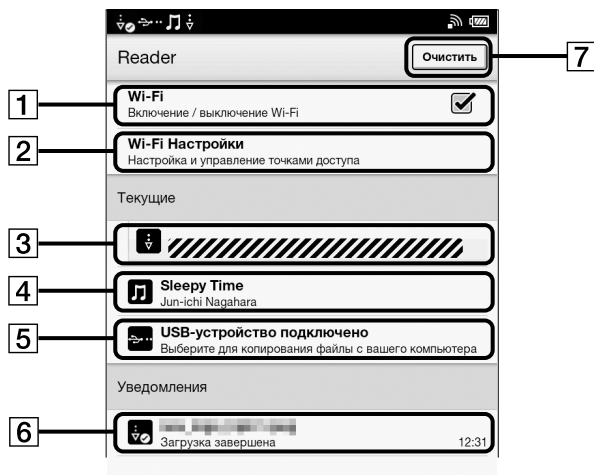 Reader
Очистить
7
1
Wi-Fi
Включение / выключение Wi-Fi
2
Wi-Fi Настройки
Настройка и управление точками доступа
Текущие
3
4
Sleepy Time
Jun-ichi Nagahara
5
USB-устройство подключено
Выберите для копирования файлы с вашего компьютера
Уведомления
6
Загрузка завершена
12:31